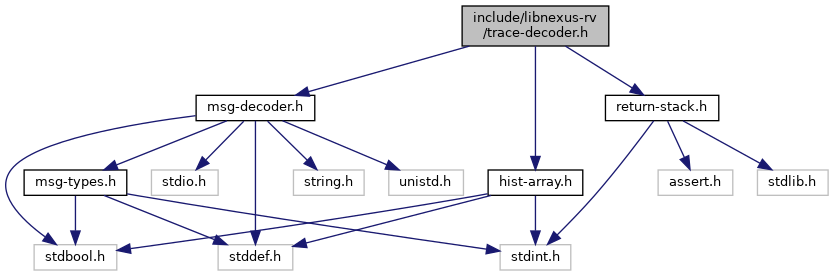 include/libnexus-rv
/trace-decoder.h
msg-decoder.h
return-stack.h
msg-types.h
stdio.h
string.h
unistd.h
hist-array.h
assert.h
stdlib.h
stdbool.h
stddef.h
stdint.h